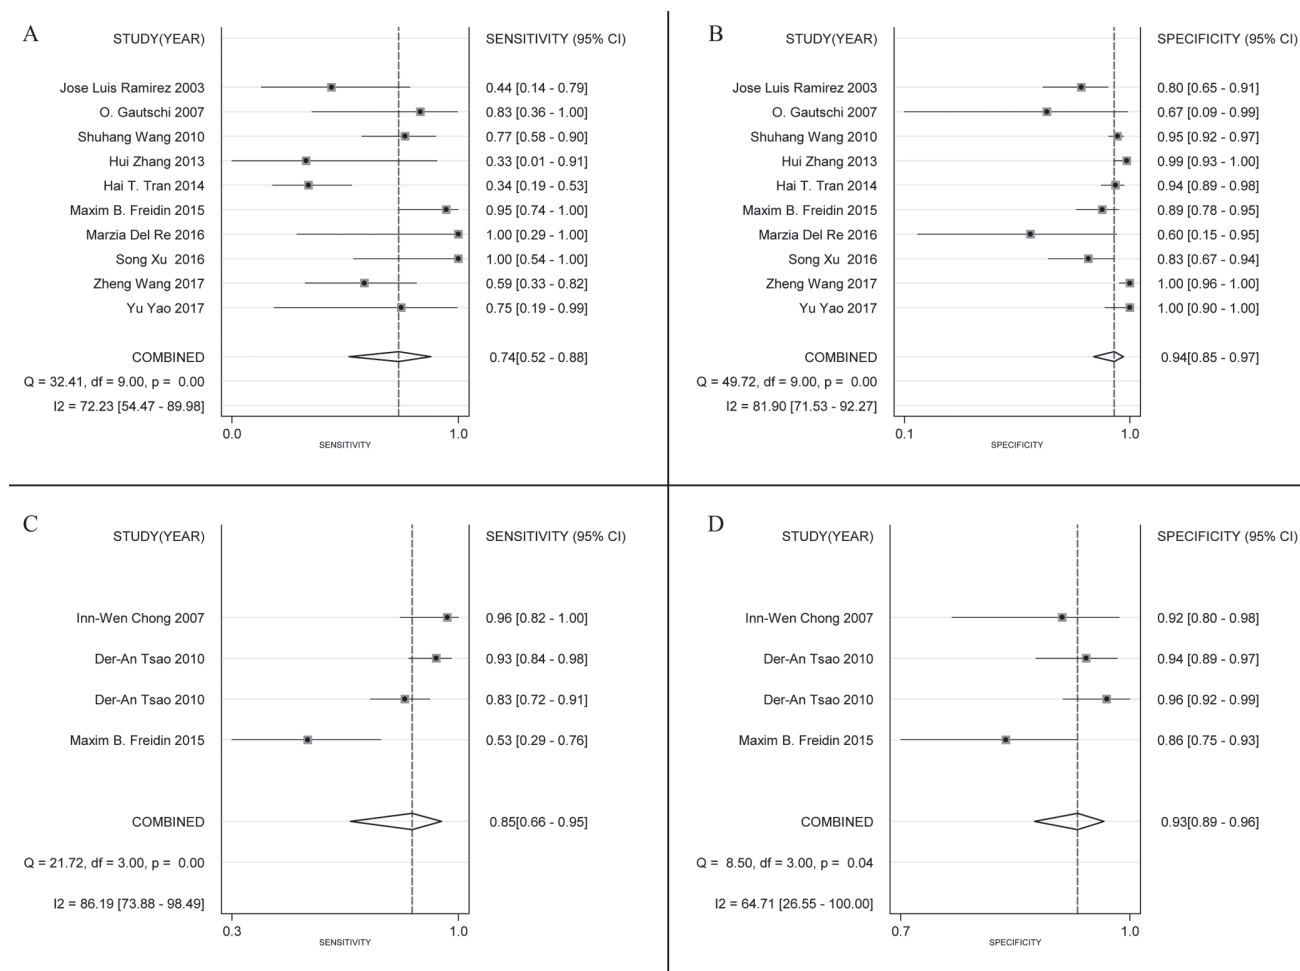 A
STUDY(YEAR) SENSITIVITY (95% CI)
Jose Luis Ramirez 2003 0.44 [0.14 - 0.79]
O. Gautschi 2007 0.83 [0.36 - 1.00]
Shuhang Wang 2010 0.77 [0.58 - 0.90]
Hui Zhang 2013 0.33 [0.01 - 0.91]
Hai T. Tran 2014 0.34 [0.19 - 0.53]
Maxim B. Freidin 2015 0.95 [0.74 - 1.00]
Marzia Del Re 2016 1.00 [0.29 - 1.00]
Song Xu 2016 1.00 [0.54 - 1.00]
Zheng Wang 2017 0.59 [0.33 - 0.82]
Yu Yao 2017 0.75 [0.19 - 0.99]
COMBINED 0.74[0.52 - 0.88]
Q = 32.41, df = 9.00, p = 0.00
I2 = 72.23 [54.47 - 89.98]
0.0 1.0
SENSITIVITY
B
STUDY(YEAR) SPECIFICITY (95% CI)
Jose Luis Ramirez 2003 0.80 [0.65 - 0.91]
O. Gautschi 2007 0.67 [0.09 - 0.99]
Shuhang Wang 2010 0.95 [0.92 - 0.97]
Hui Zhang 2013 0.99 [0.93 - 1.00]
Hai T. Tran 2014 0.94 [0.89 - 0.98]
Maxim B. Freidin 2015 0.89 [0.78 - 0.95]
Marzia Del Re 2016 0.60 [0.15 - 0.95]
Song Xu 2016 0.83 [0.67 - 0.94]
Zheng Wang 2017 1.00 [0.96 - 1.00]
Yu Yao 2017 1.00 [0.90 - 1.00]
COMBINED 0.94[0.85 - 0.97]
Q = 49.72, df = 9.00, p = 0.00
I2 = 81.90 [71.53 - 92.27]
0.1 1.0
SPECIFICITY
C
STUDY(YEAR) SENSITIVITY (95% CI)
Inn-Wen Chong 2007 0.96 [0.82 - 1.00]
Der-An Tsao 2010 0.93 [0.84 - 0.98]
Der-An Tsao 2010 0.83 [0.72 - 0.91]
Maxim B. Freidin 2015 0.53 [0.29 - 0.76]
COMBINED 0.85[0.66 - 0.95]
Q = 21.72, df = 3.00, p = 0.00
I2 = 86.19 [73.88 - 98.49]
0.3 1.0
SENSITIVITY
D
STUDY(YEAR) SPECIFICITY (95% CI)
Inn-Wen Chong 2007 0.92 [0.80 - 0.98]
Der-An Tsao 2010 0.94 [0.89 - 0.97]
Der-An Tsao 2010 0.96 [0.92 - 0.99]
Maxim B. Freidin 2015 0.86 [0.75 - 0.93]
COMBINED 0.93[0.89 - 0.96]
Q = 8.50, df = 3.00, p = 0.04
I2 = 64.71 [26.55 - 100.00]
0.7 1.0
SPECIFICITY